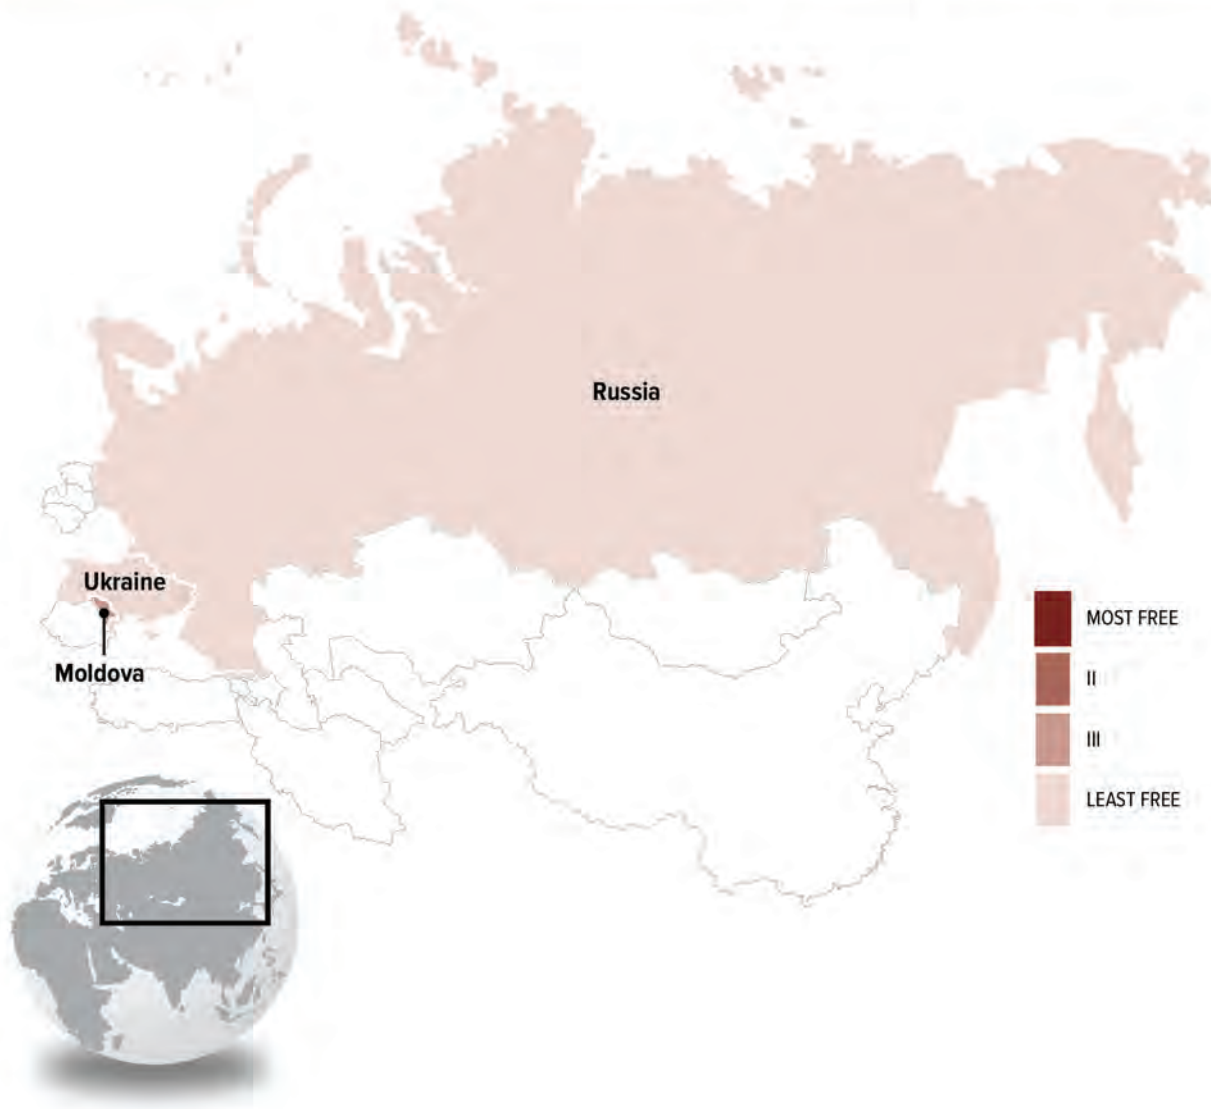 Russia
Ukraine
Moldova
MOST FREE
II
III
LEAST FREE